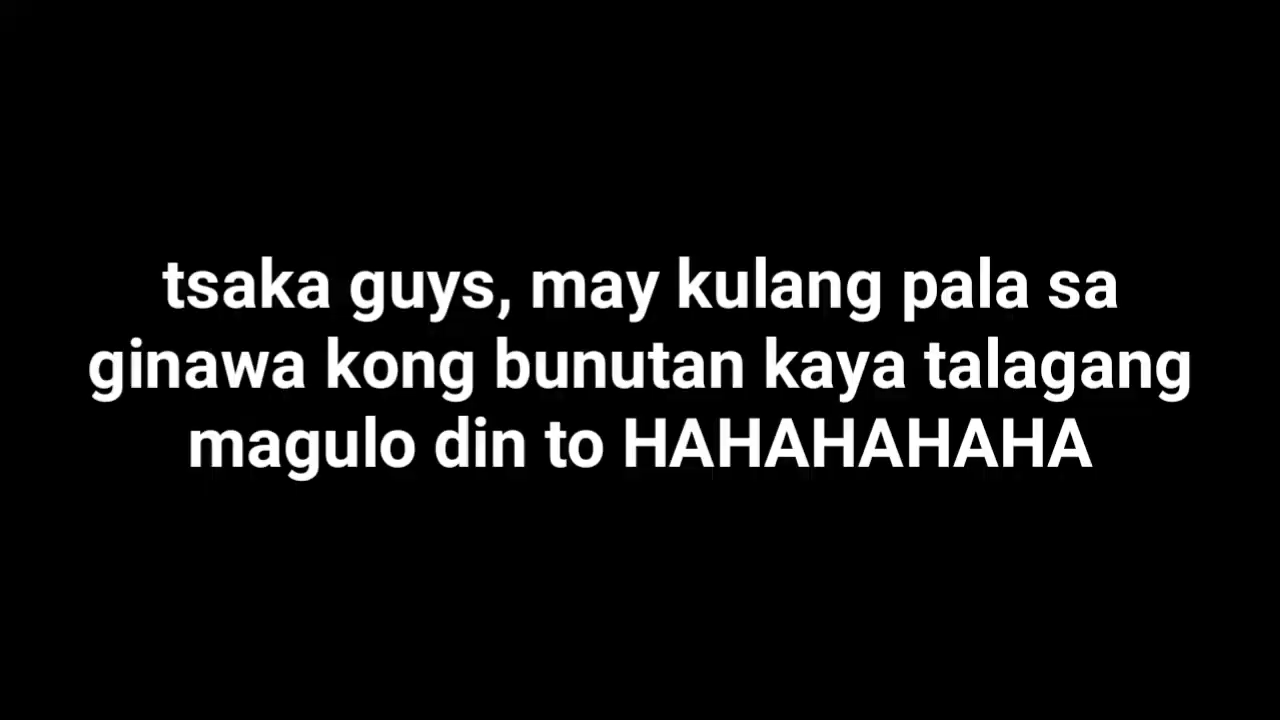 tsaka guys, may kulang pala sa
ginawa kong bunutan kaya talagang
magulo din to HAHAHAHAHA